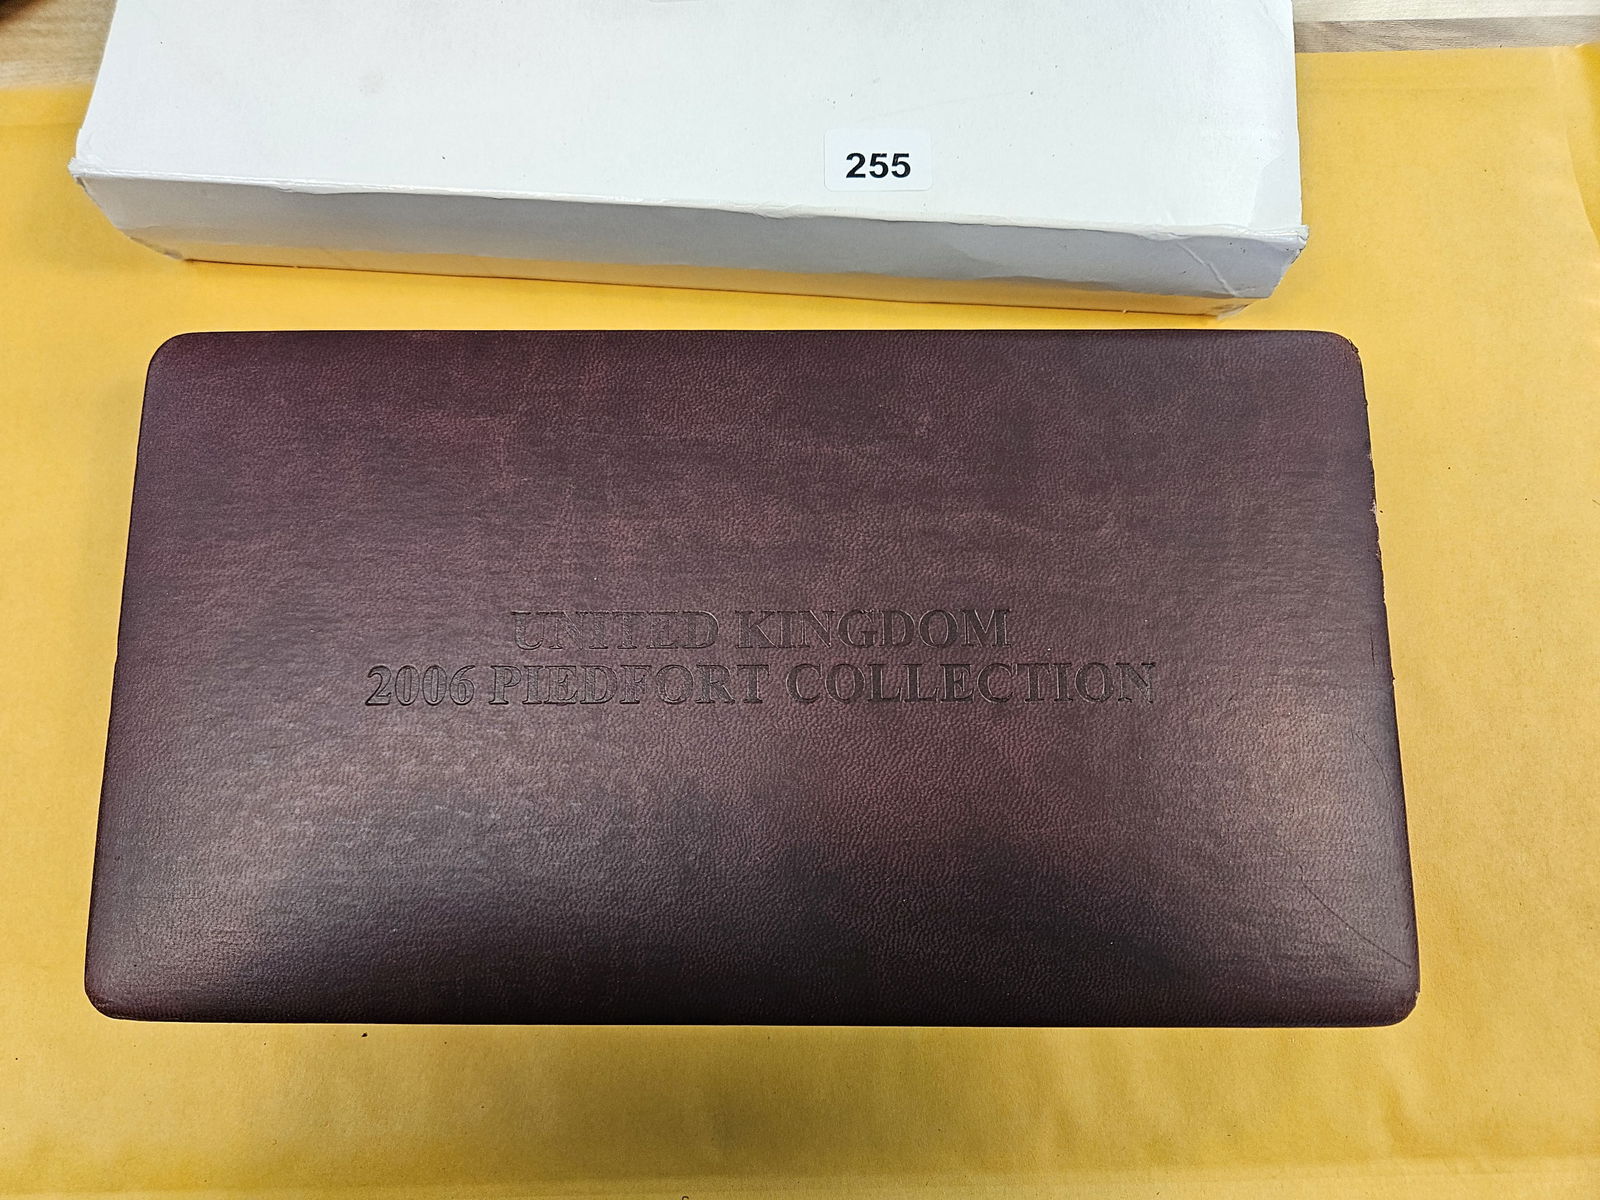 255
UNITED KINGDOM
2006 PIEDFORT COLLECTION